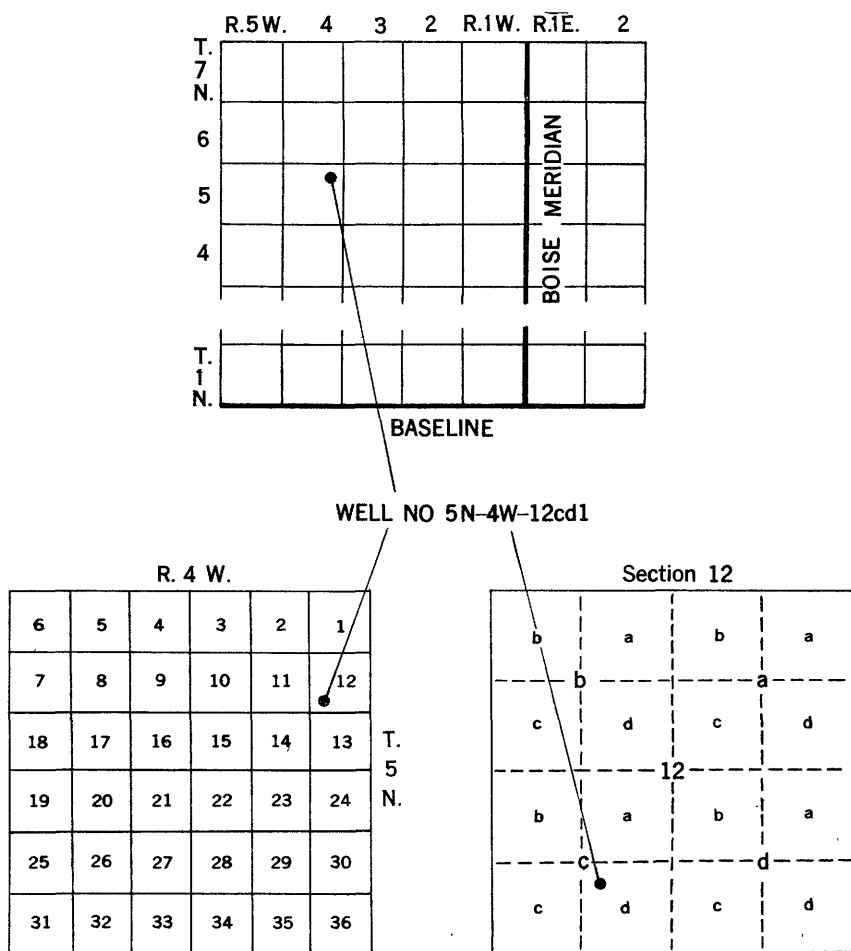 R.5W. 4 3 2 R.1W. R.1E. 2
T.
7
N.
6
5
4
T.
1
N.
BOISE MERIDIAN
BASELINE
WELL NO 5N-4W-12cd1
R. 4 W.
6 5 4 3 2 1
7 8 9 10 11 12
18 17 16 15 14 13
19 20 21 22 23 24
25 26 27 28 29 30
31 32 33 34 35 36
T.
5
N.
Section 12
b a b a
b a
c d c d
12
b a b a
c d
c d c d